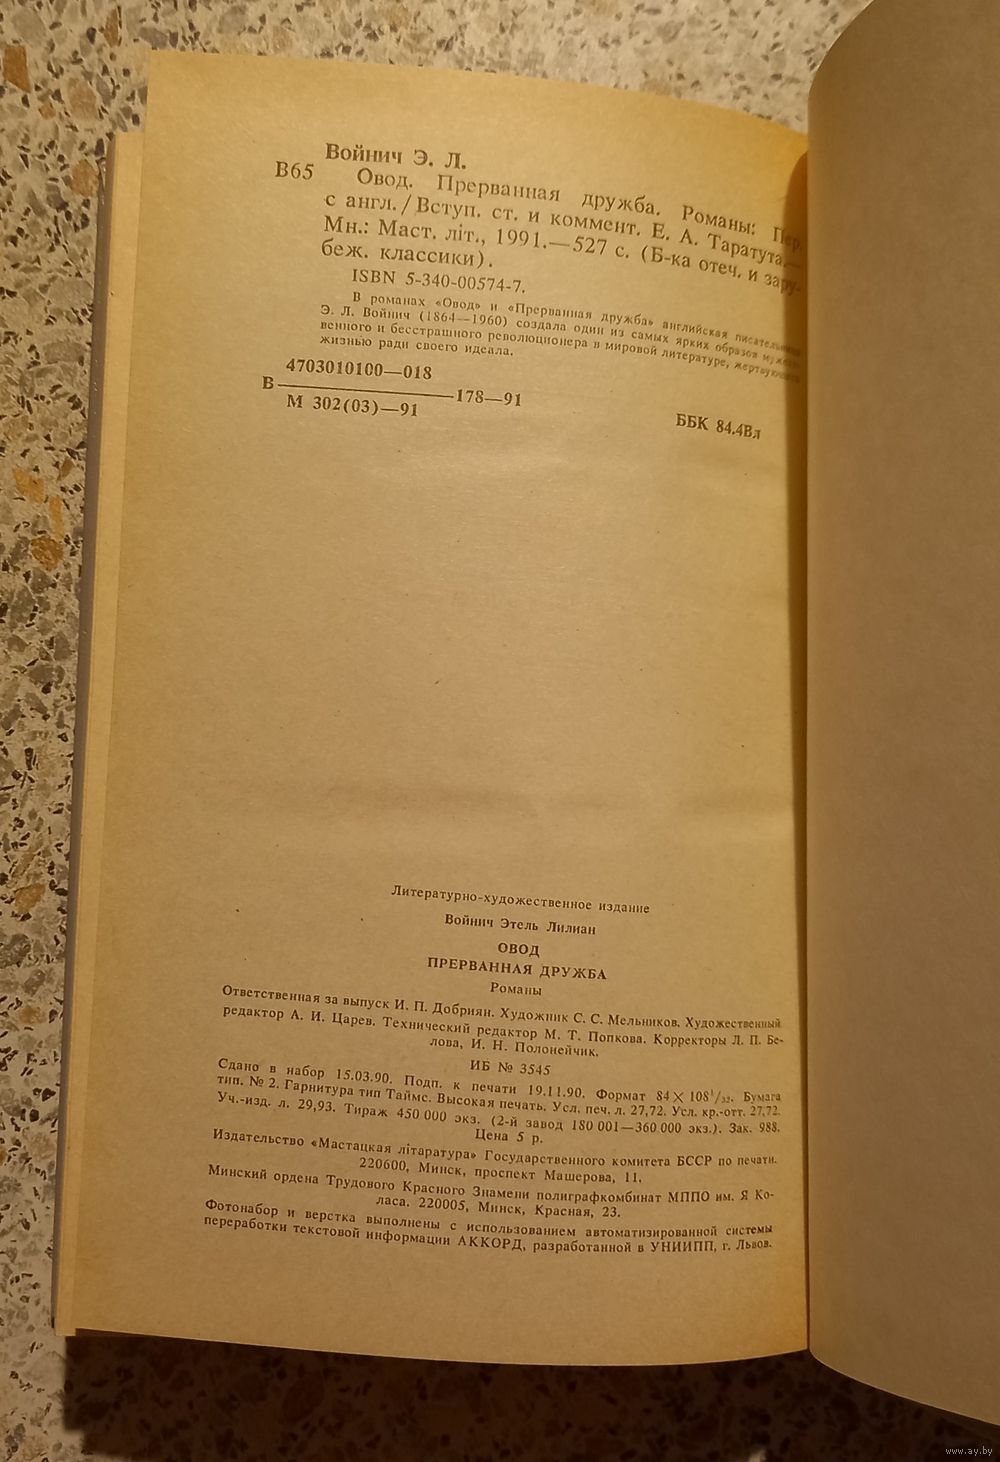 Войнич Э. Л.
В65 Овод. Прерванная дружба. Романы: Пер.
с англ. / Вступ. ст. и коммент. Е. А. Таратута.—
Мн.: Маст. літ., 1991.—527 с. (Б-ка отеч. и зару-
беж. классики).
ISBN 5-340-00574-7.
В романах «Овод» и «Прерванная дружба» английская писательница
Э. Л. Войнич (1864—1960) создала один из самых ярких образов мужест-
венного и бесстрашного революционера в мировой литературе, жертвующего
жизнью ради своего идеала.
4703010100—018
В —178—91
М 302(03)—91
ББК 84.4Вл
Литературно-художественное издание
Войнич Этель Лилиан
ОВОД
ПРЕРВАННАЯ ДРУЖБА
Романы
Ответственная за выпуск И. П. Добриян. Художник С. С. Мельников. Художественный
редактор А. И. Царев. Технический редактор М. Т. Попкова. Корректоры Л. П. Бе-
лова, И. Н. Полонейчик.
ИБ № 3545
Сдано в набор 15.03.90. Подп. к печати 19.11.90. Формат 84×108¹/₃₂. Бумага
тип. № 2. Гарнитура тип Таймс. Высокая печать. Усл. печ. л. 27,72. Усл. кр.-отт. 27,72.
Уч.-изд. л. 29,93. Тираж 450 000 экз. (2-й завод 180 001—360 000 экз.). Зак. 988.
Цена 5 р.
Издательство «Мастацкая літаратура» Государственного комитета БССР по печати.
220600, Минск, проспект Машерова, 11.
Минский ордена Трудового Красного Знамени полиграфкомбинат МППО им. Я Ко-
ласа. 220005, Минск, Красная, 23.
Фотонабор и верстка выполнены с использованием автоматизированной системы
переработки текстовой информации АККОРД, разработанной в УНИИПП, г. Львов.
www.ay.by